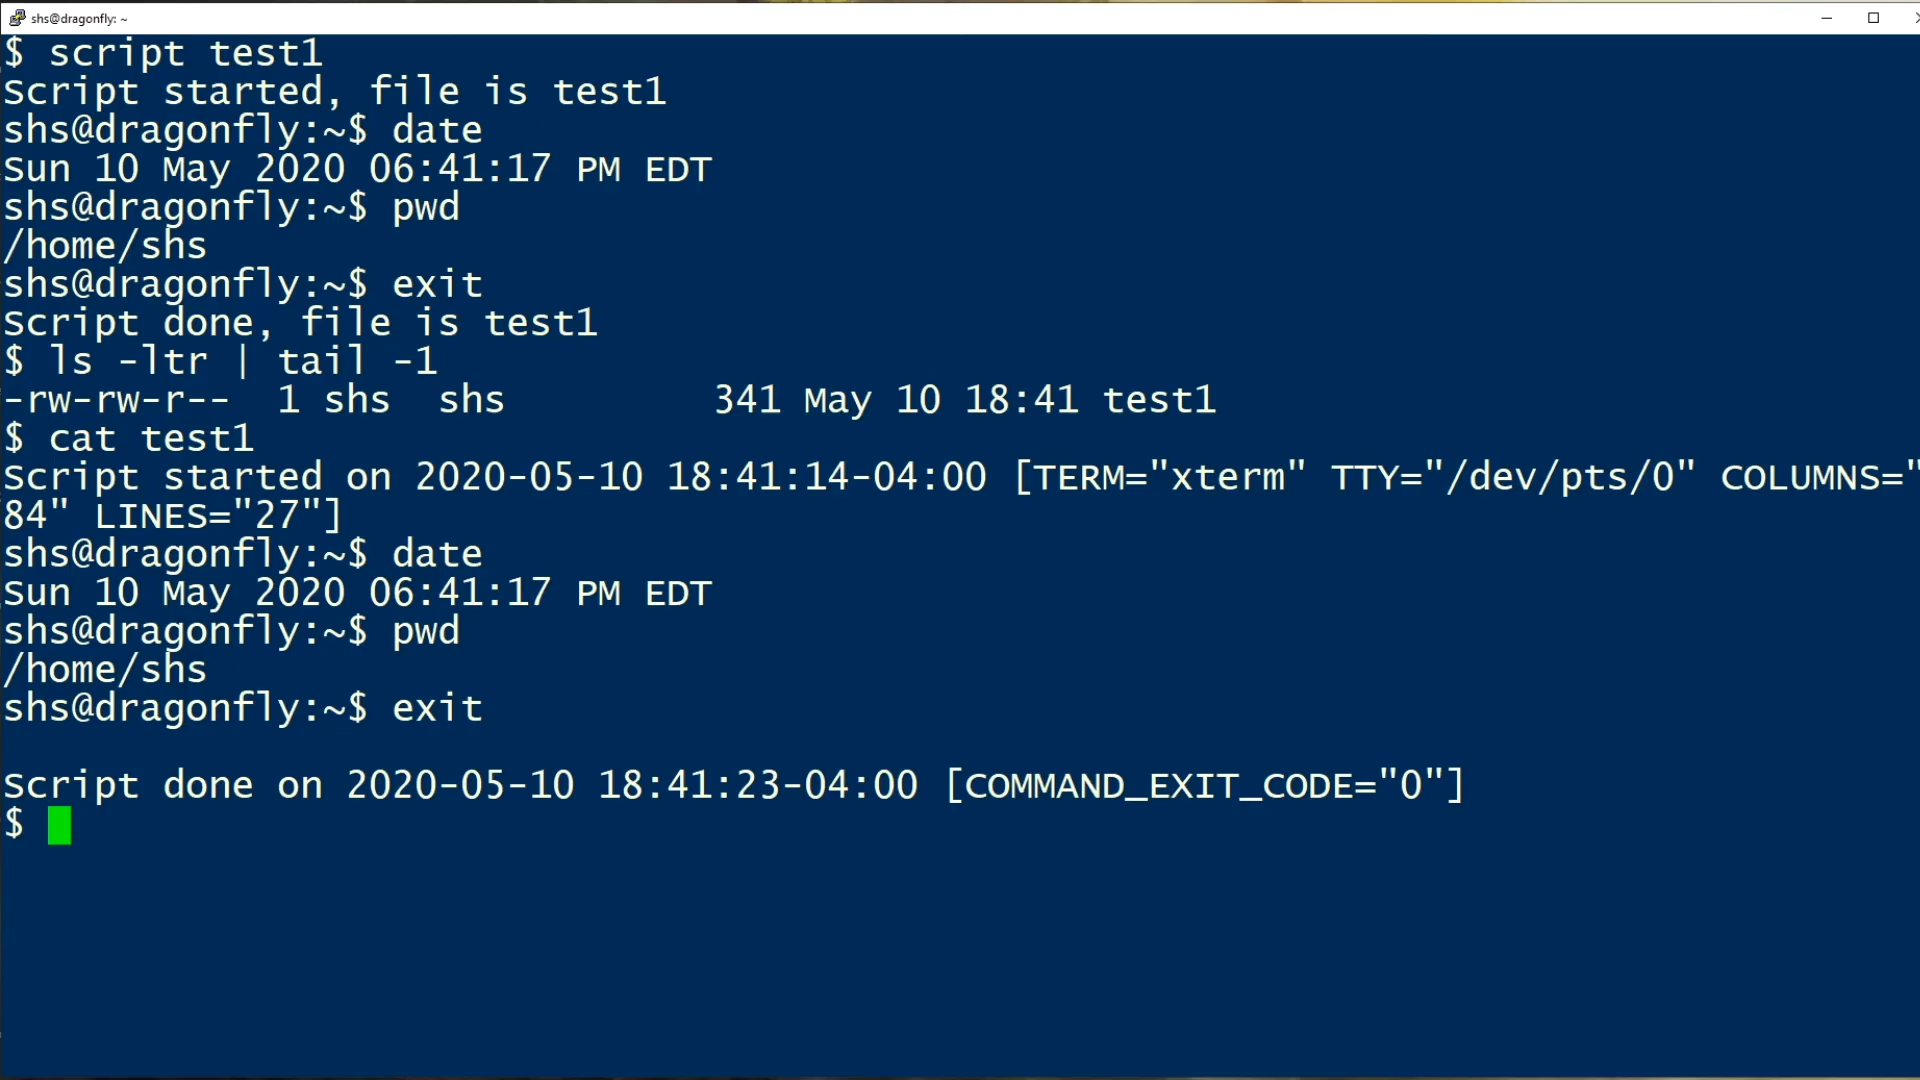 shs@dragonfly: ~
$ script test1
Script started, file is test1
shs@dragonfly:~$ date
Sun 10 May 2020 06:41:17 PM EDT
shs@dragonfly:~$ pwd
/home/shs
shs@dragonfly:~$ exit
Script done, file is test1
$ ls -ltr | tail -1
-rw-rw-r--  1 shs  shs         341 May 10 18:41 test1
$ cat test1
Script started on 2020-05-10 18:41:14-04:00 [TERM="xterm" TTY="/dev/pts/0" COLUMNS="
84" LINES="27"]
shs@dragonfly:~$ date
Sun 10 May 2020 06:41:17 PM EDT
shs@dragonfly:~$ pwd
/home/shs
shs@dragonfly:~$ exit
Script done on 2020-05-10 18:41:23-04:00 [COMMAND_EXIT_CODE="0"]
$